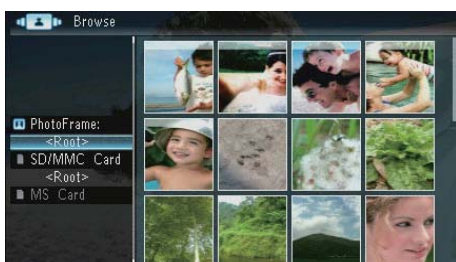 Browse
PhotoFrame:
<Root>
SD/MMC Card
<Root>
MS Card